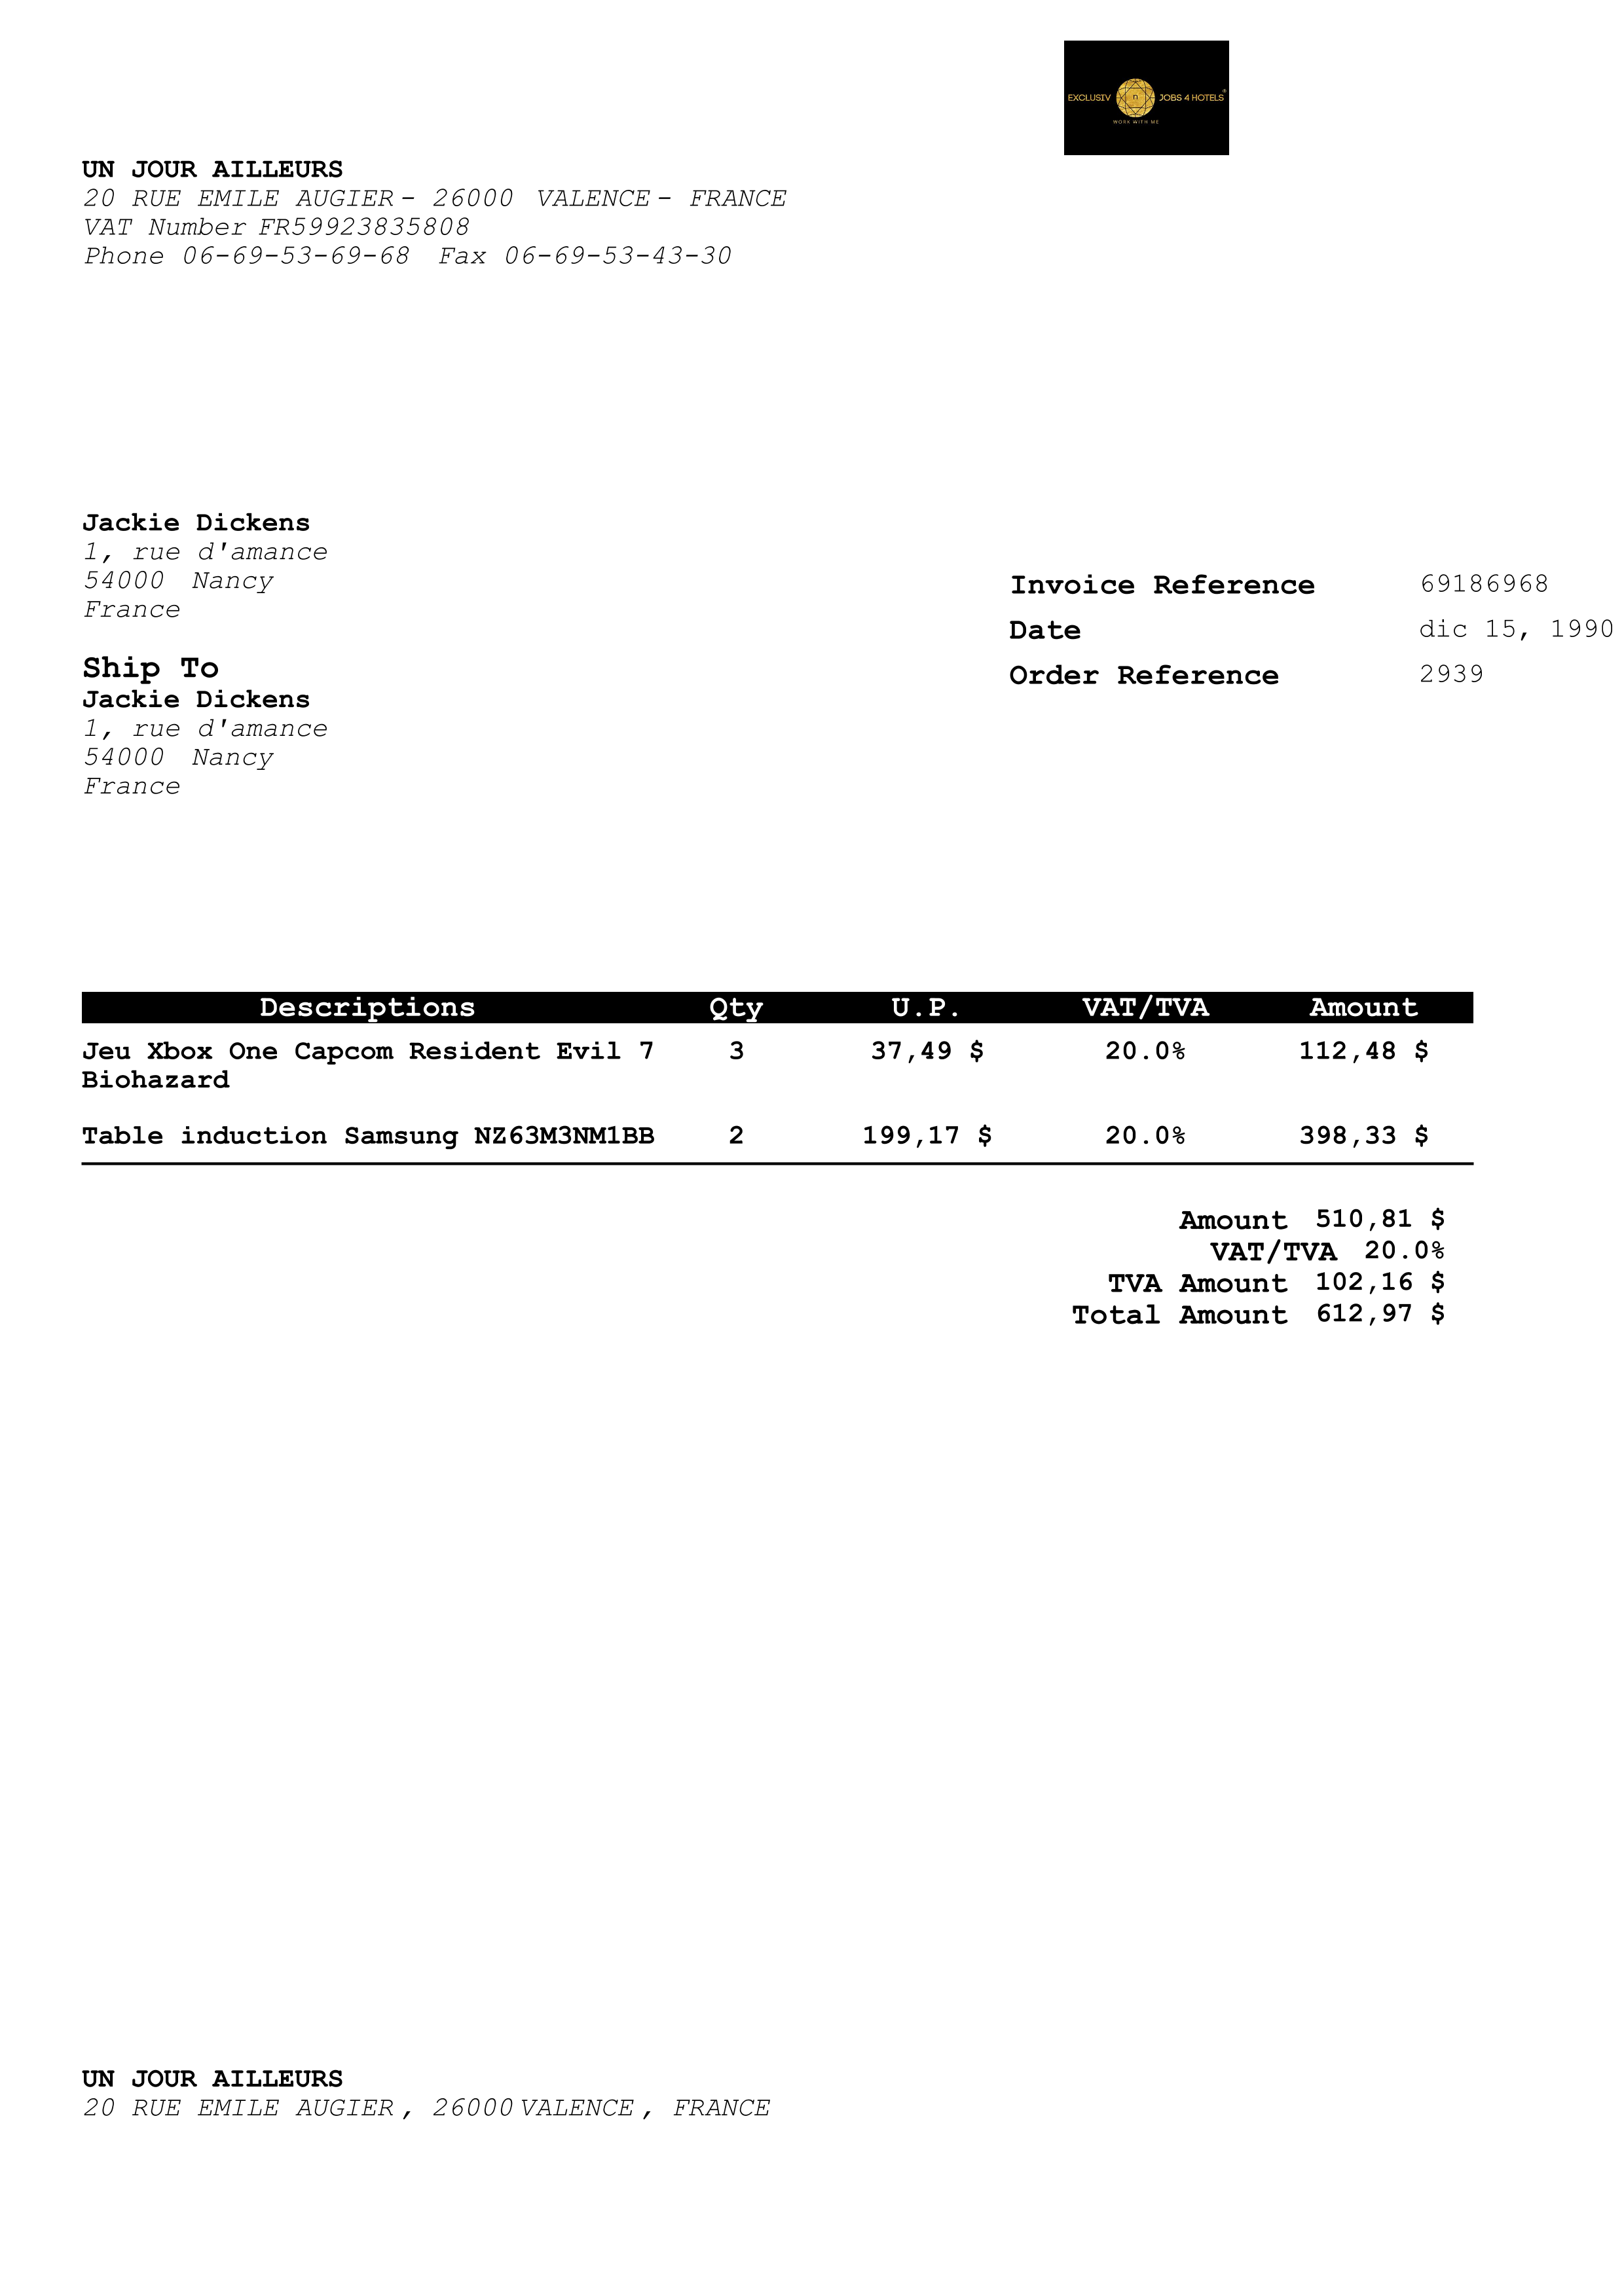 EXCLUSIV n JOBS 4 HOTELS®
WORK WITH ME
UN JOUR AILLEURS
20 RUE EMILE AUGIER - 26000 VALENCE - FRANCE
VAT Number FR59923835808
Phone 06-69-53-69-68 Fax 06-69-53-43-30
Jackie Dickens
1, rue d'amance
54000 Nancy
France
Invoice Reference 69186968
Date dic 15, 1990
Order Reference 2939
Ship To
Jackie Dickens
1, rue d'amance
54000 Nancy
France
Descriptions Qty U.P. VAT/TVA Amount
Jeu Xbox One Capcom Resident Evil 7 3 37,49 $ 20.0% 112,48 $
Biohazard
Table induction Samsung NZ63M3NM1BB 2 199,17 $ 20.0% 398,33 $
Amount 510,81 $
VAT/TVA 20.0%
TVA Amount 102,16 $
Total Amount 612,97 $
UN JOUR AILLEURS
20 RUE EMILE AUGIER , 26000 VALENCE , FRANCE